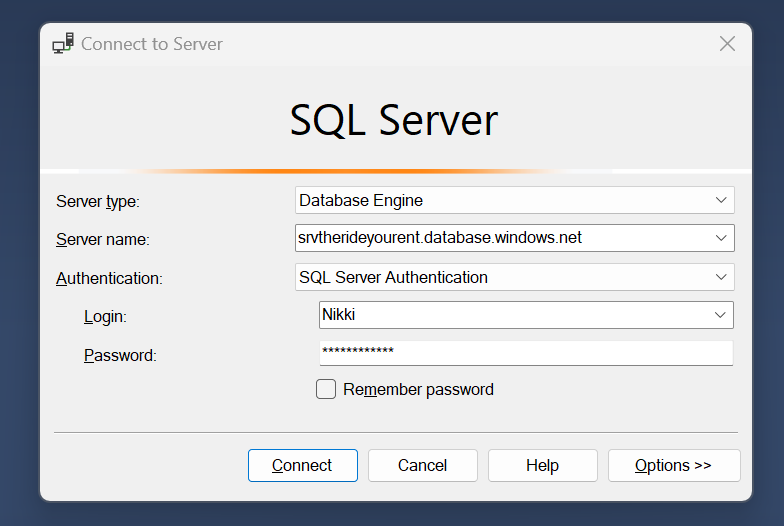 Connect to Server
SQL Server
Server type: Database Engine
Server name: srvtherideyourent.database.windows.net
Authentication: SQL Server Authentication
Login: Nikki
Password: ************
Remember password
Connect Cancel Help Options >>